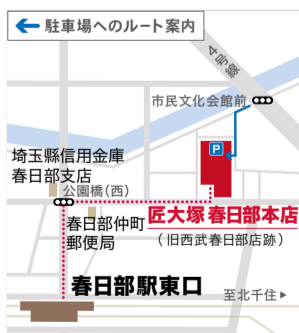 ← 駐車場へのルート案内
4号線
市民文化会館前
P
埼玉縣信用金庫
春日部支店
公園橋(西)
匠大塚 春日部本店
(旧西武春日部店跡)
春日部仲町
郵便局
春日部駅東口
至北千住▶